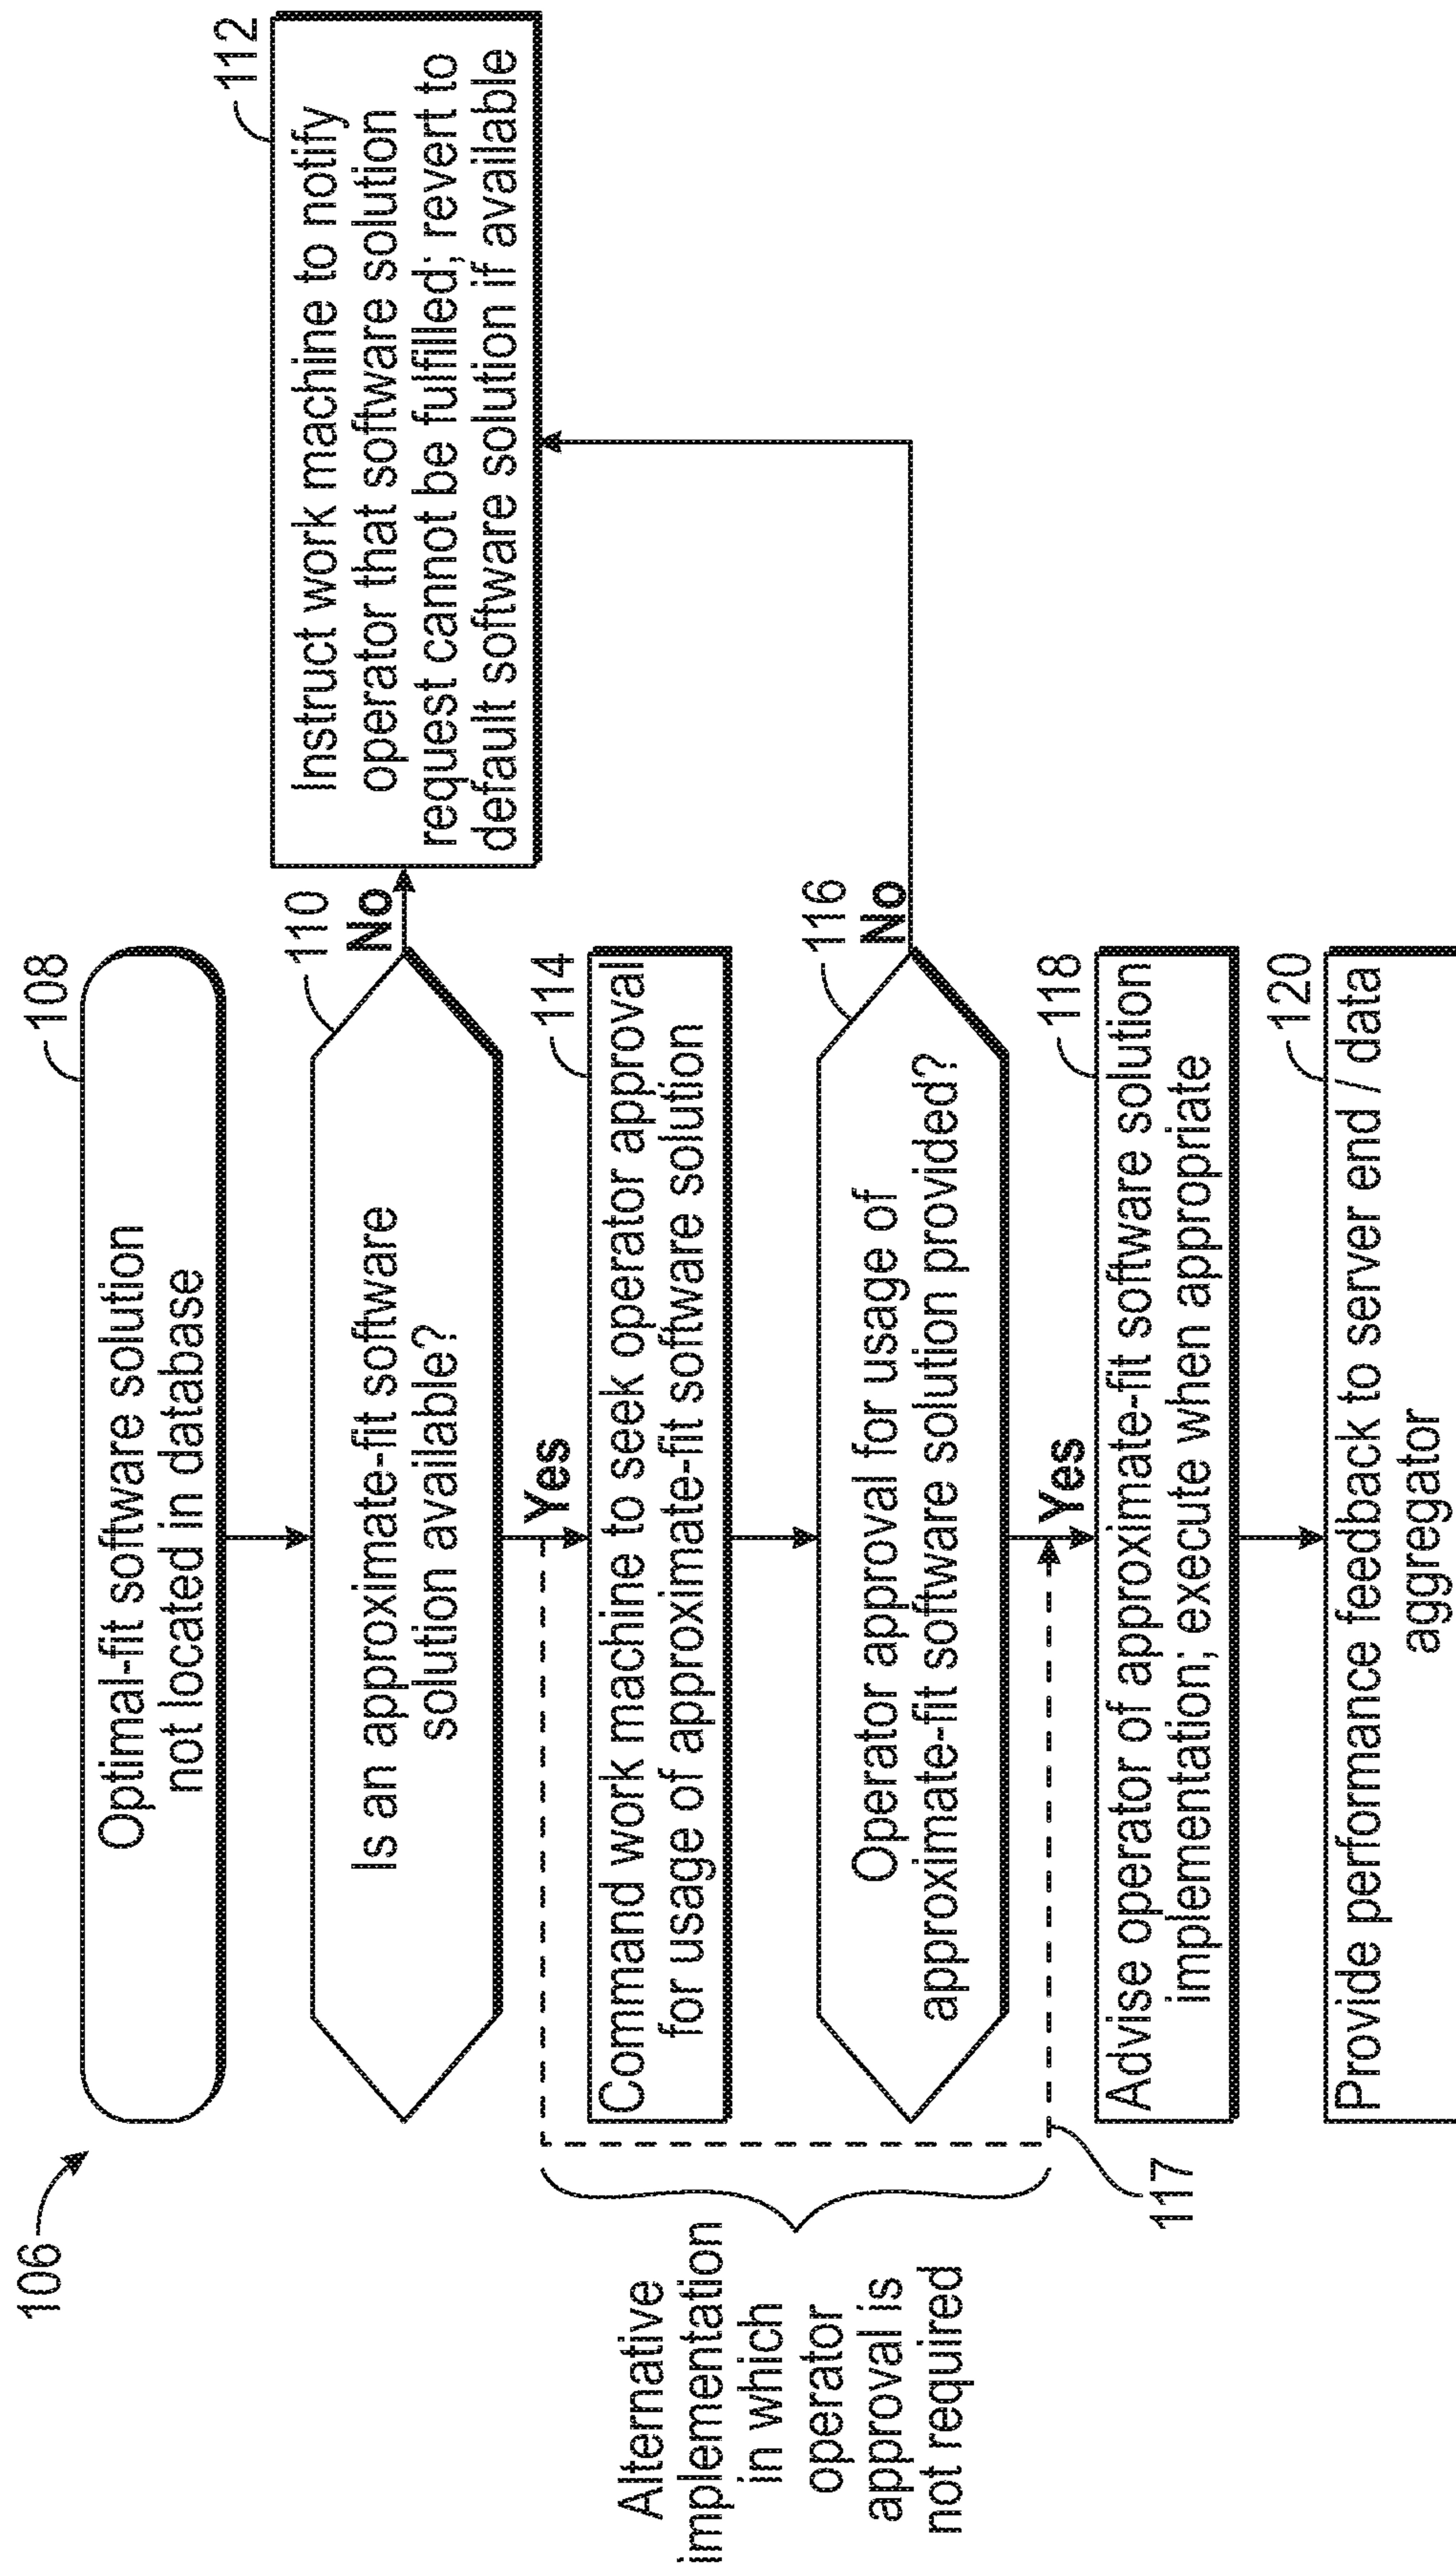 106
108
Optimal-fit software solution
not located in database
110
Is an approximate-fit software
solution available?
No
112
Instruct work machine to notify
operator that software solution
request cannot be fulfilled; revert to
default software solution if available
Yes
114
Command work machine to seek operator approval
for usage of approximate-fit software solution
Alternative
implementation
in which
operator
approval is
not required
116
Operator approval for usage of
approximate-fit software solution provided?
No
117
Yes
118
Advise operator of approximate-fit software solution
implementation; execute when appropriate
120
Provide performance feedback to server end / data
aggregator